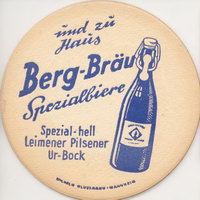 und zu
Haus
Berg-Bräu
Spezialbiere
Spezial-hell
Leimener Pilsener
Ur-Bock